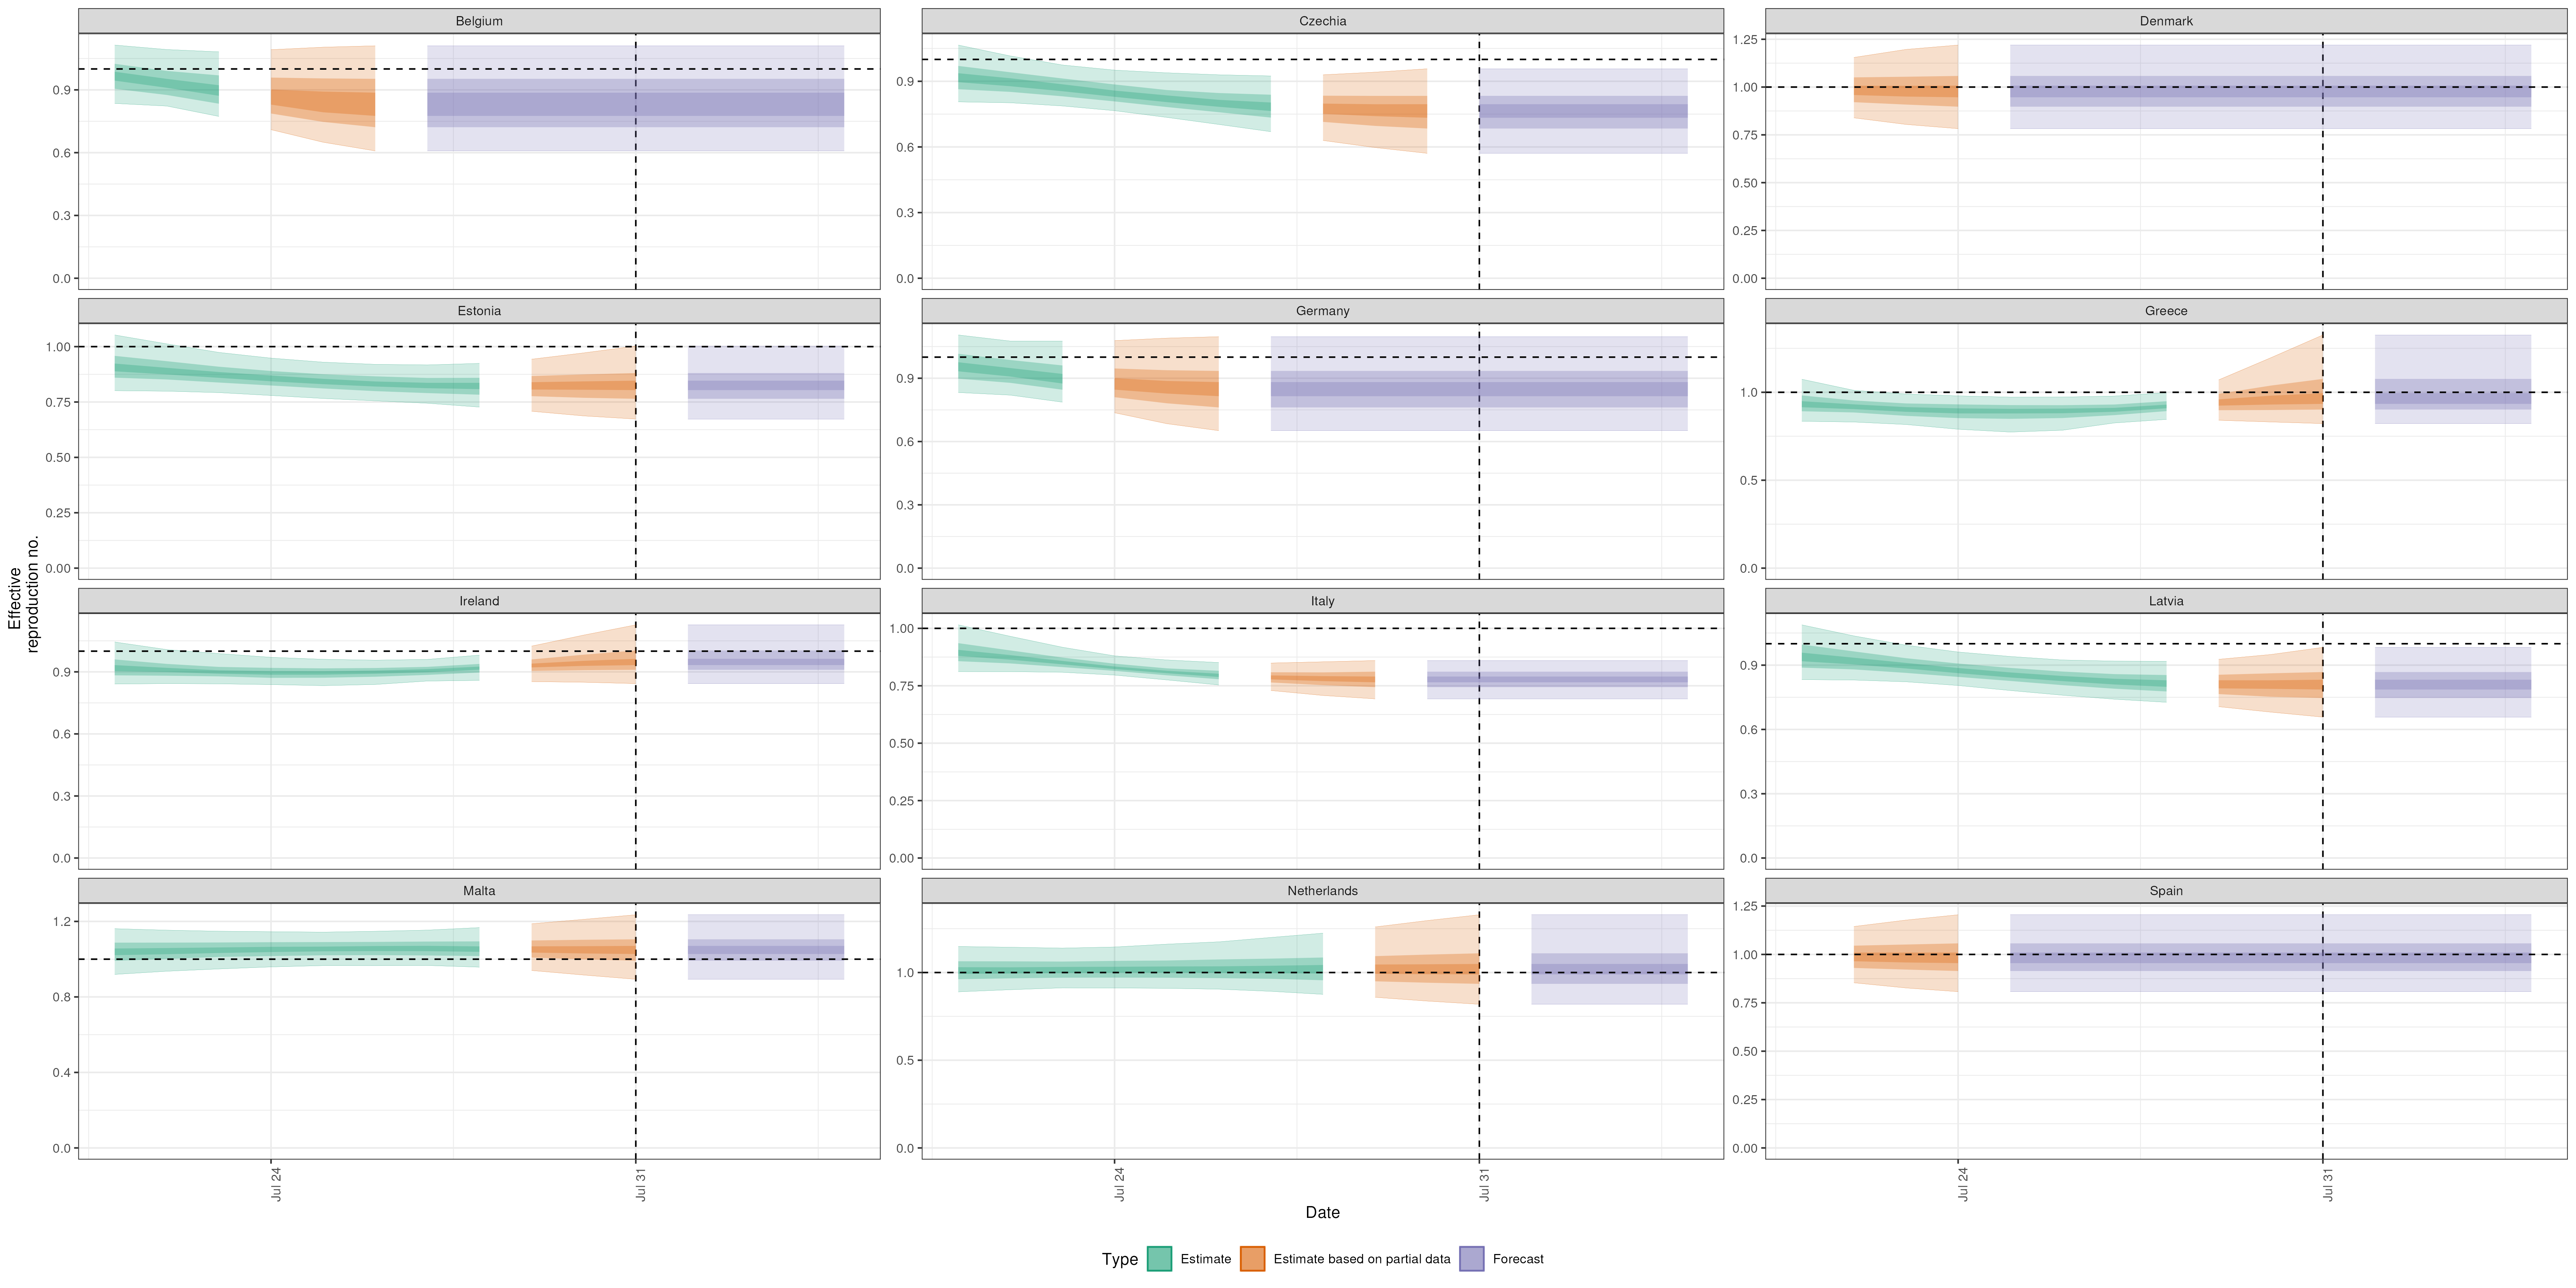 Belgium
Czechia
Denmark
0.9
0.6
0.3
0.0
0.9
0.6
0.3
0.0
1.25
1.00
0.75
0.50
0.25
0.00
Estonia
Germany
Greece
1.00
0.75
0.50
0.25
0.00
0.9
0.6
0.3
0.0
1.0
0.5
0.0
Effective
reproduction no.
Ireland
Italy
Latvia
0.9
0.6
0.3
0.0
1.00
0.75
0.50
0.25
0.00
0.9
0.6
0.3
0.0
Malta
Netherlands
Spain
1.2
0.8
0.4
0.0
1.0
0.5
0.0
1.25
1.00
0.75
0.50
0.25
0.00
Jul 24
Jul 31
Jul 24
Jul 31
Jul 24
Jul 31
Date
Type Estimate Estimate based on partial data Forecast